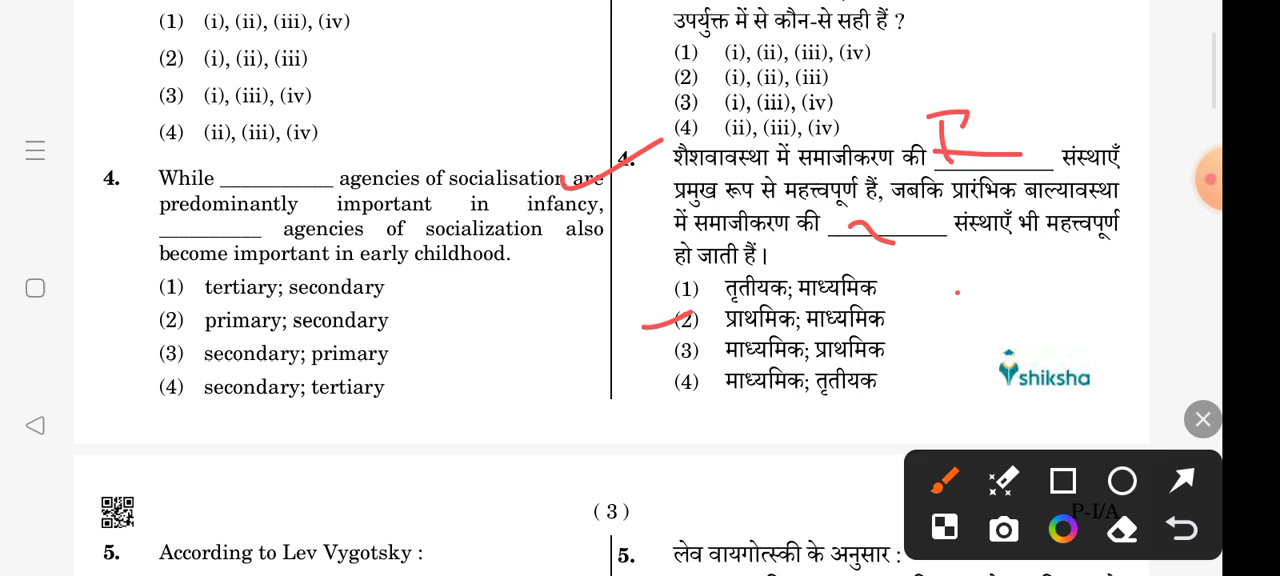 (1) (i), (ii), (iii), (iv)
(2) (i), (ii), (iii)
(3) (i), (iii), (iv)
(4) (ii), (iii), (iv)
4. While __________ agencies of socialisation are
predominantly important in infancy,
__________ agencies of socialization also
become important in early childhood.
(1) tertiary; secondary
(2) primary; secondary
(3) secondary; primary
(4) secondary; tertiary
उपर्युक्त में से कौन-से सही हैं ?
(1) (i), (ii), (iii), (iv)
(2) (i), (ii), (iii)
(3) (i), (iii), (iv)
(4) (ii), (iii), (iv)
4. शैशवावस्था में समाजीकरण की __________ संस्थाएँ
प्रमुख रूप से महत्त्वपूर्ण हैं, जबकि प्रारंभिक बाल्यावस्था
में समाजीकरण की __________ संस्थाएँ भी महत्त्वपूर्ण
हो जाती हैं।
(1) तृतीयक; माध्यमिक
(2) प्राथमिक; माध्यमिक
(3) माध्यमिक; प्राथमिक
(4) माध्यमिक; तृतीयक
shiksha
( 3 )
P-I/A
5. According to Lev Vygotsky :
5. लेव वायगोत्स्की के अनुसार :